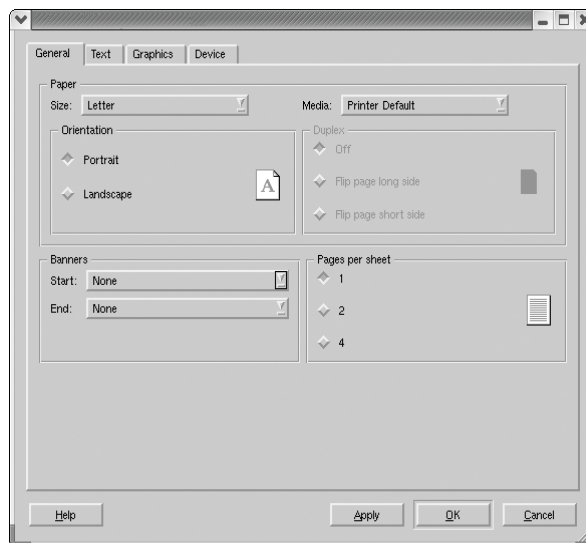 General Text Graphics Device
Paper
Size: Letter Media: Printer Default
Orientation
Portrait
Landscape
A
Duplex
Off
Flip page long side
Flip page short side
Banners
Start: None
End: None
Pages per sheet
1
2
4
Help Apply OK Cancel